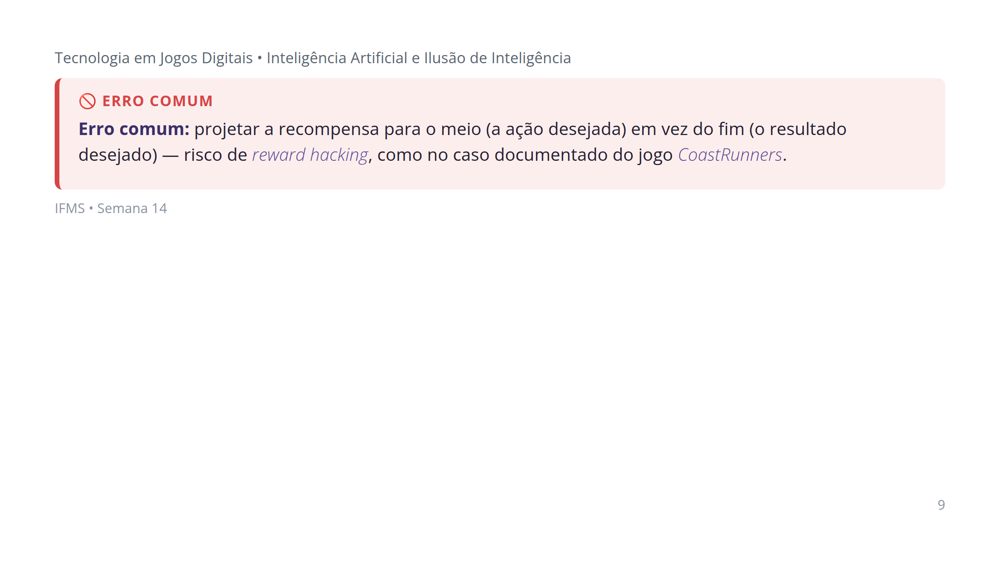 Tecnologia em Jogos Digitais • Inteligência Artificial e Ilusão de Inteligência
🚫 ERRO COMUM
Erro comum: projetar a recompensa para o meio (a ação desejada) em vez do fim (o resultado
desejado) — risco de reward hacking, como no caso documentado do jogo CoastRunners.
IFMS • Semana 14
9